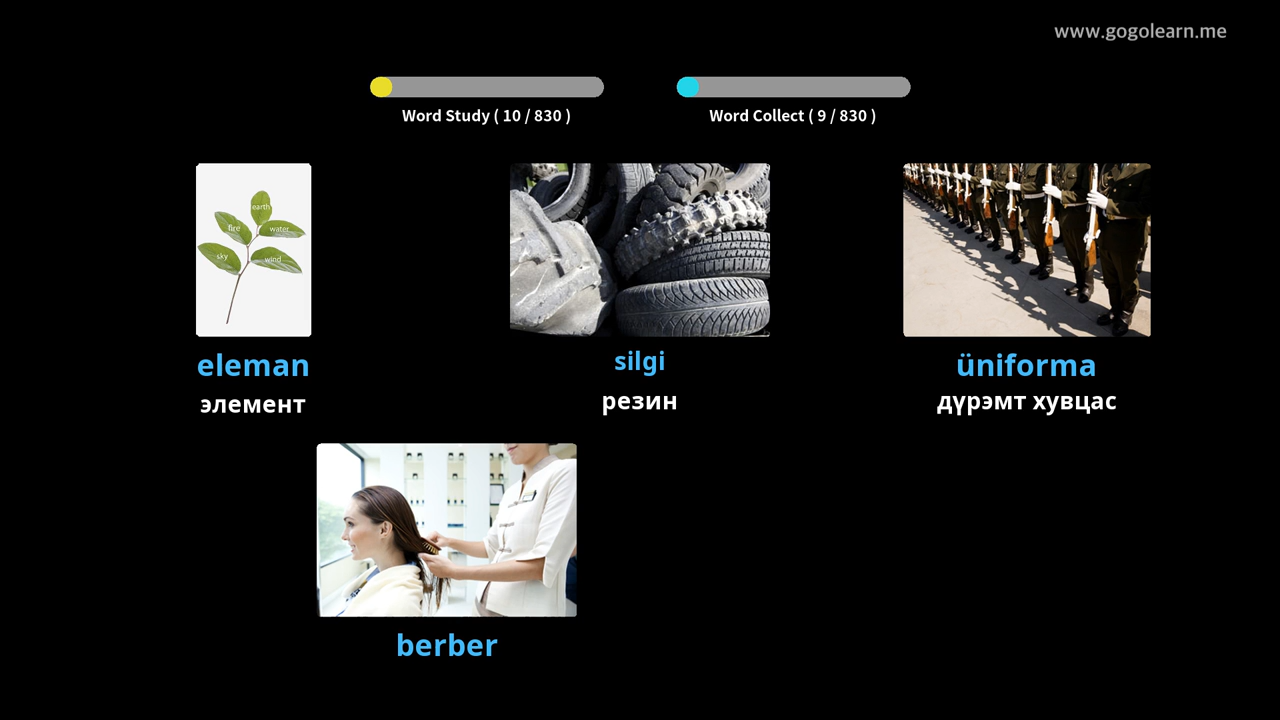 www.gogolearn.me
Word Study ( 10 / 830 )
Word Collect ( 9 / 830 )
earth
fire
water
sky
wind
eleman
silgi
üniforma
элемент
резин
дүрэмт хувцас
berber